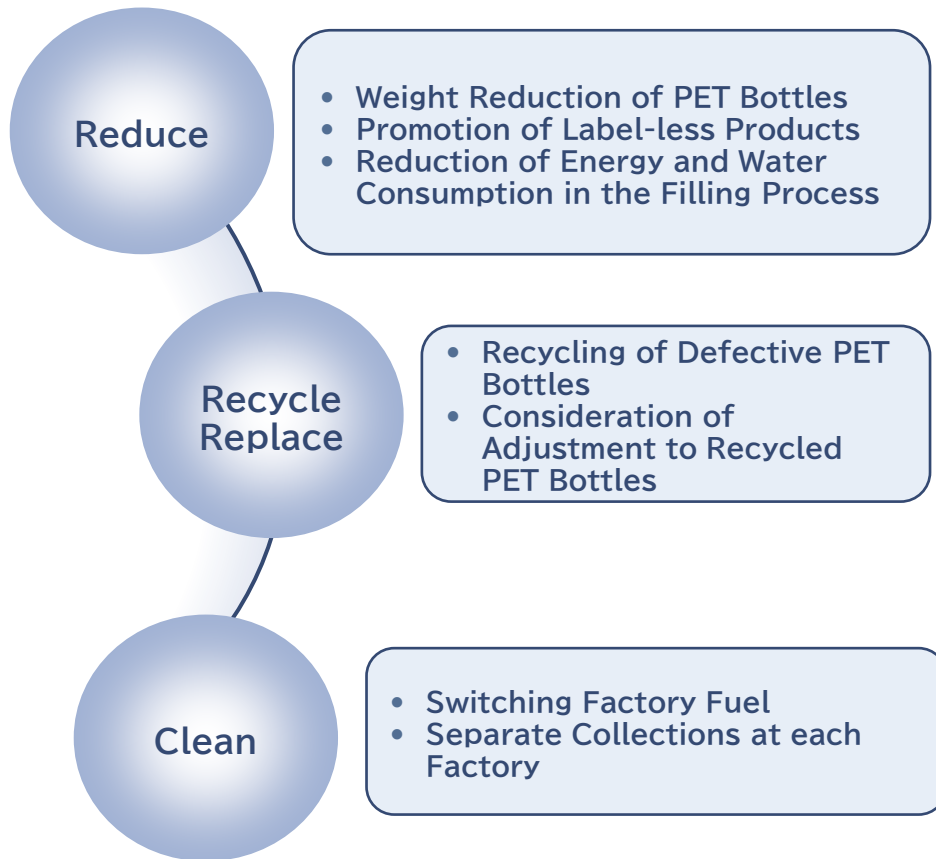 Reduce
• Weight Reduction of PET Bottles
• Promotion of Label-less Products
• Reduction of Energy and Water
Consumption in the Filling Process
Recycle
Replace
• Recycling of Defective PET
Bottles
• Consideration of
Adjustment to Recycled
PET Bottles
Clean
• Switching Factory Fuel
• Separate Collections at each
Factory